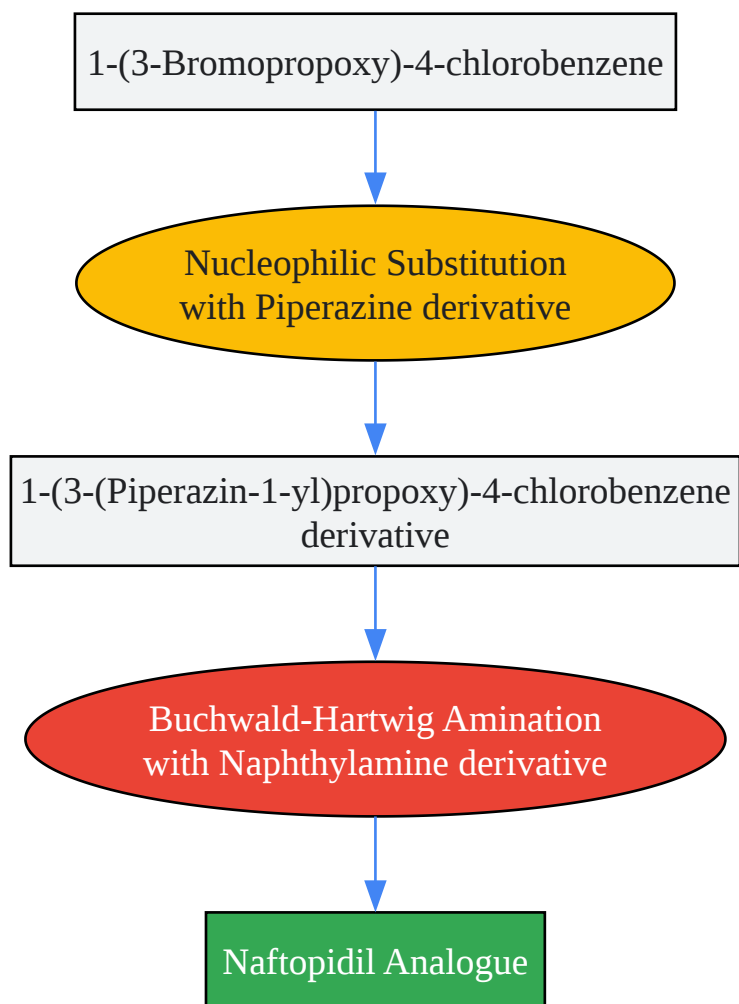 1-(3-Bromopropoxy)-4-chlorobenzene
Nucleophilic Substitution
with Piperazine derivative
1-(3-(Piperazin-1-yl)propoxy)-4-chlorobenzene
derivative
Buchwald-Hartwig Amination
with Naphthylamine derivative
Naftopidil Analogue